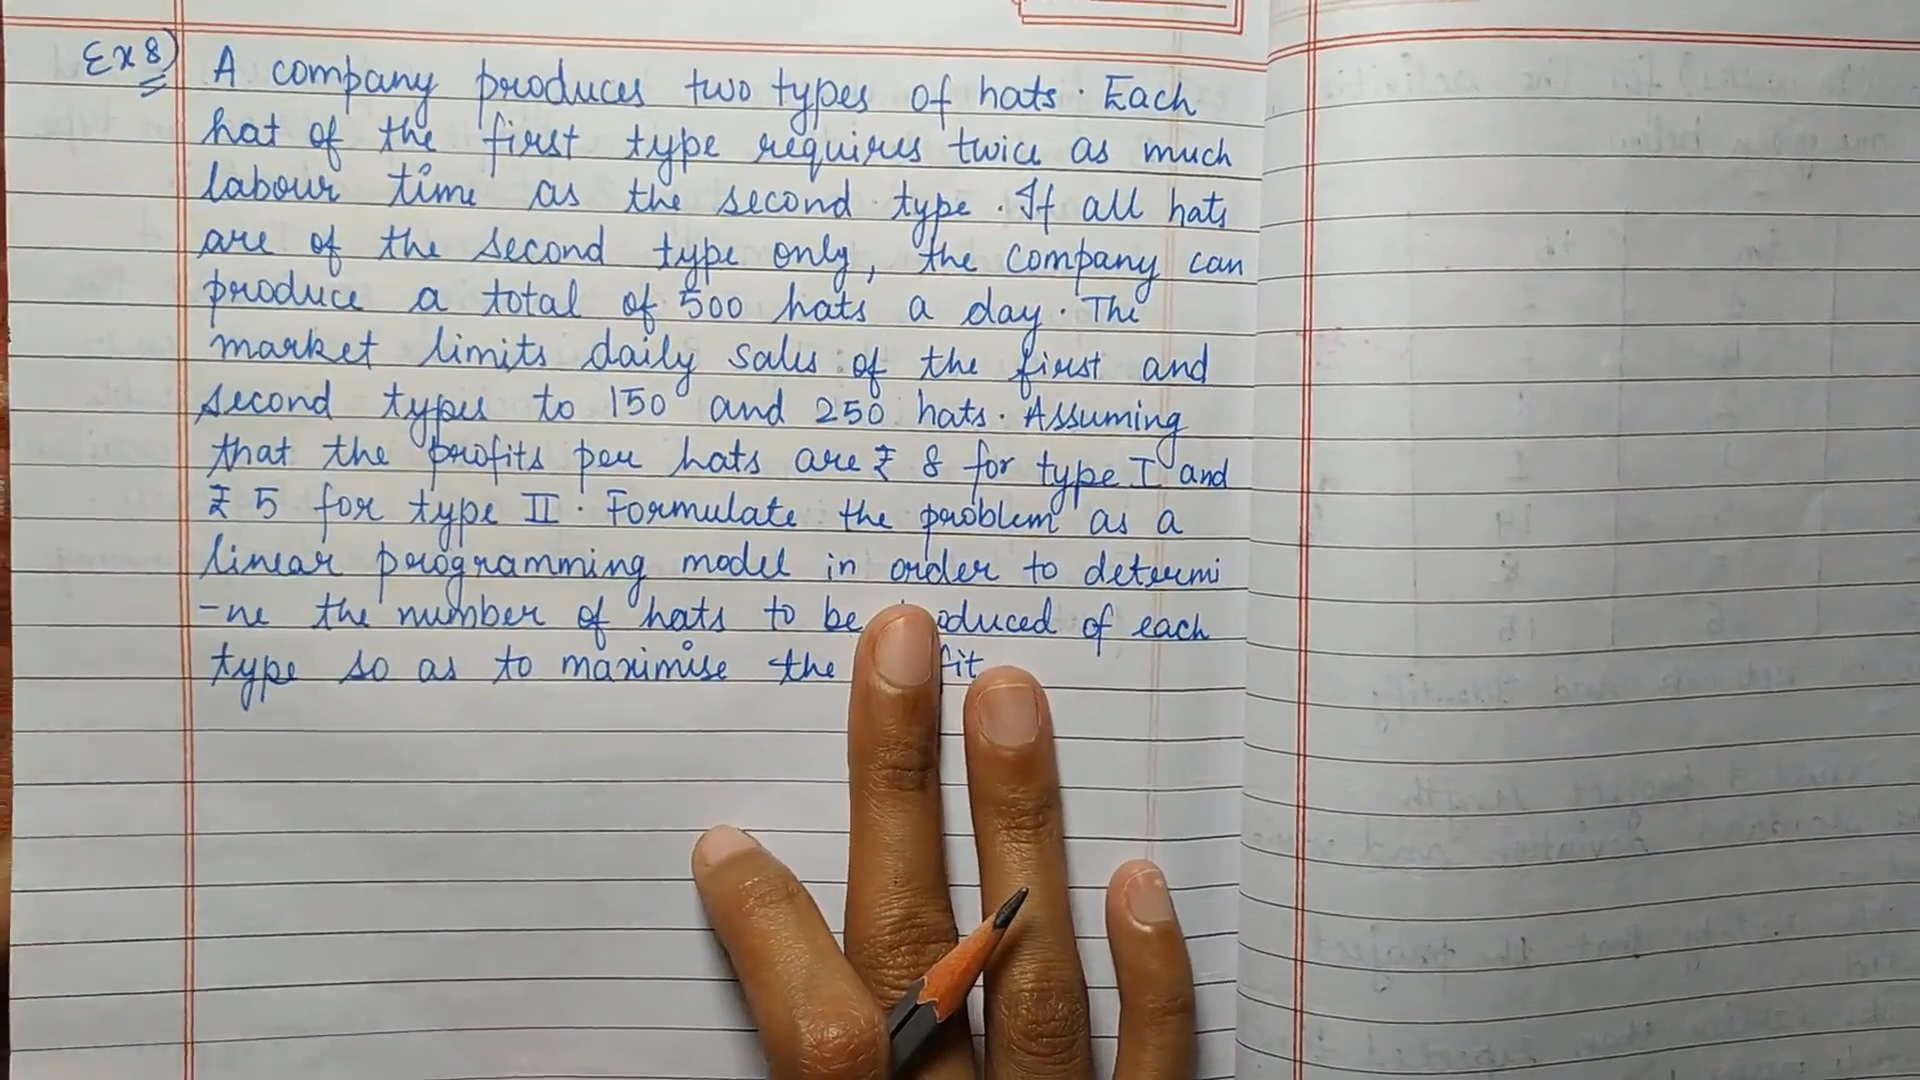 Ex 8) A company produces two types of hats. Each
hat of the first type requires twice as much
labour time as the second type. If all hats
are of the second type only, the company can
produce a total of 500 hats a day. The
market limits daily sales of the first and
second types to 150 and 250 hats. Assuming
that the profits per hats are ₹ 8 for type I and
₹ 5 for type II. Formulate the problem as a
linear programming model in order to determi
-ne the number of hats to be of each
type so as to maximise the